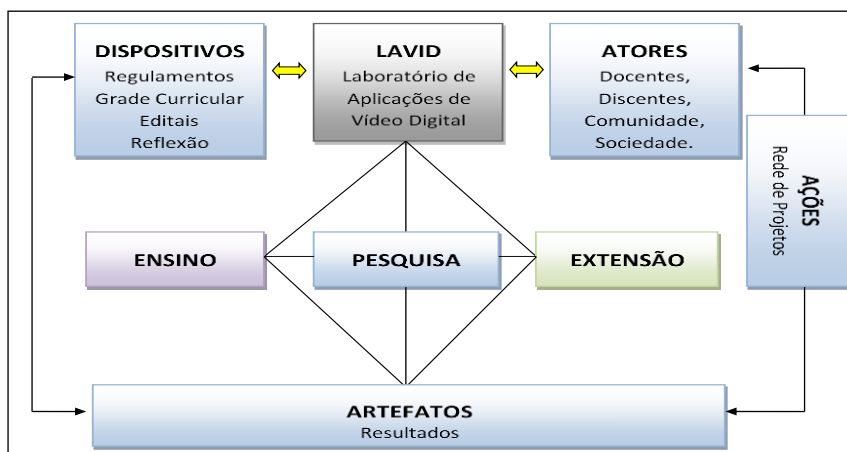 DISPOSITIVOS
Regulamentos
Grade Curricular
Editais
Reflexão
LAVID
Laboratório de
Aplicações de
Vídeo Digital
ATORES
Docentes,
Discentes,
Comunidade,
Sociedade.
AÇÕES
Rede de Projetos
ENSINO
PESQUISA
EXTENSÃO
ARTEFATOS
Resultados